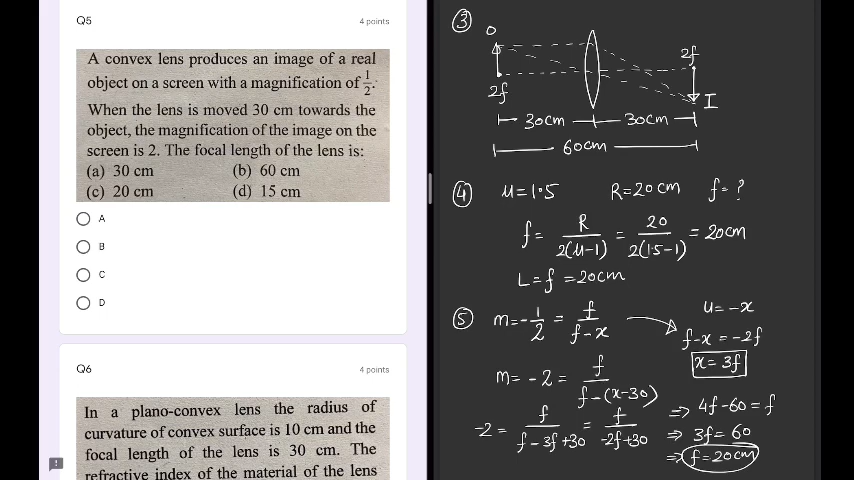 Q5
4 points
A convex lens produces an image of a real
object on a screen with a magnification of 1/2.
When the lens is moved 30 cm towards the
object, the magnification of the image on the
screen is 2. The focal length of the lens is:
(a) 30 cm (b) 60 cm
(c) 20 cm (d) 15 cm
A
B
C
D
Q6
4 points
In a plano-convex lens the radius of
curvature of convex surface is 10 cm and the
focal length of the lens is 30 cm. The
refractive index of the material of the lens
③
O
2f
2f
I
30cm
30cm
60cm
④ μ=1.5 R=20cm f=?
f= R/2(μ-1) = 20/2(1.5-1) = 20cm
L=f =20cm
⑤ m=-1/2 = f/f-x
u=-x
f-x=-2f
x=3f
m=-2= f/f-(x-30)
-2= f/f-3f+30 = f/-2f+30
⇒ 4f-60=f
⇒ 3f=60
⇒ f=20cm